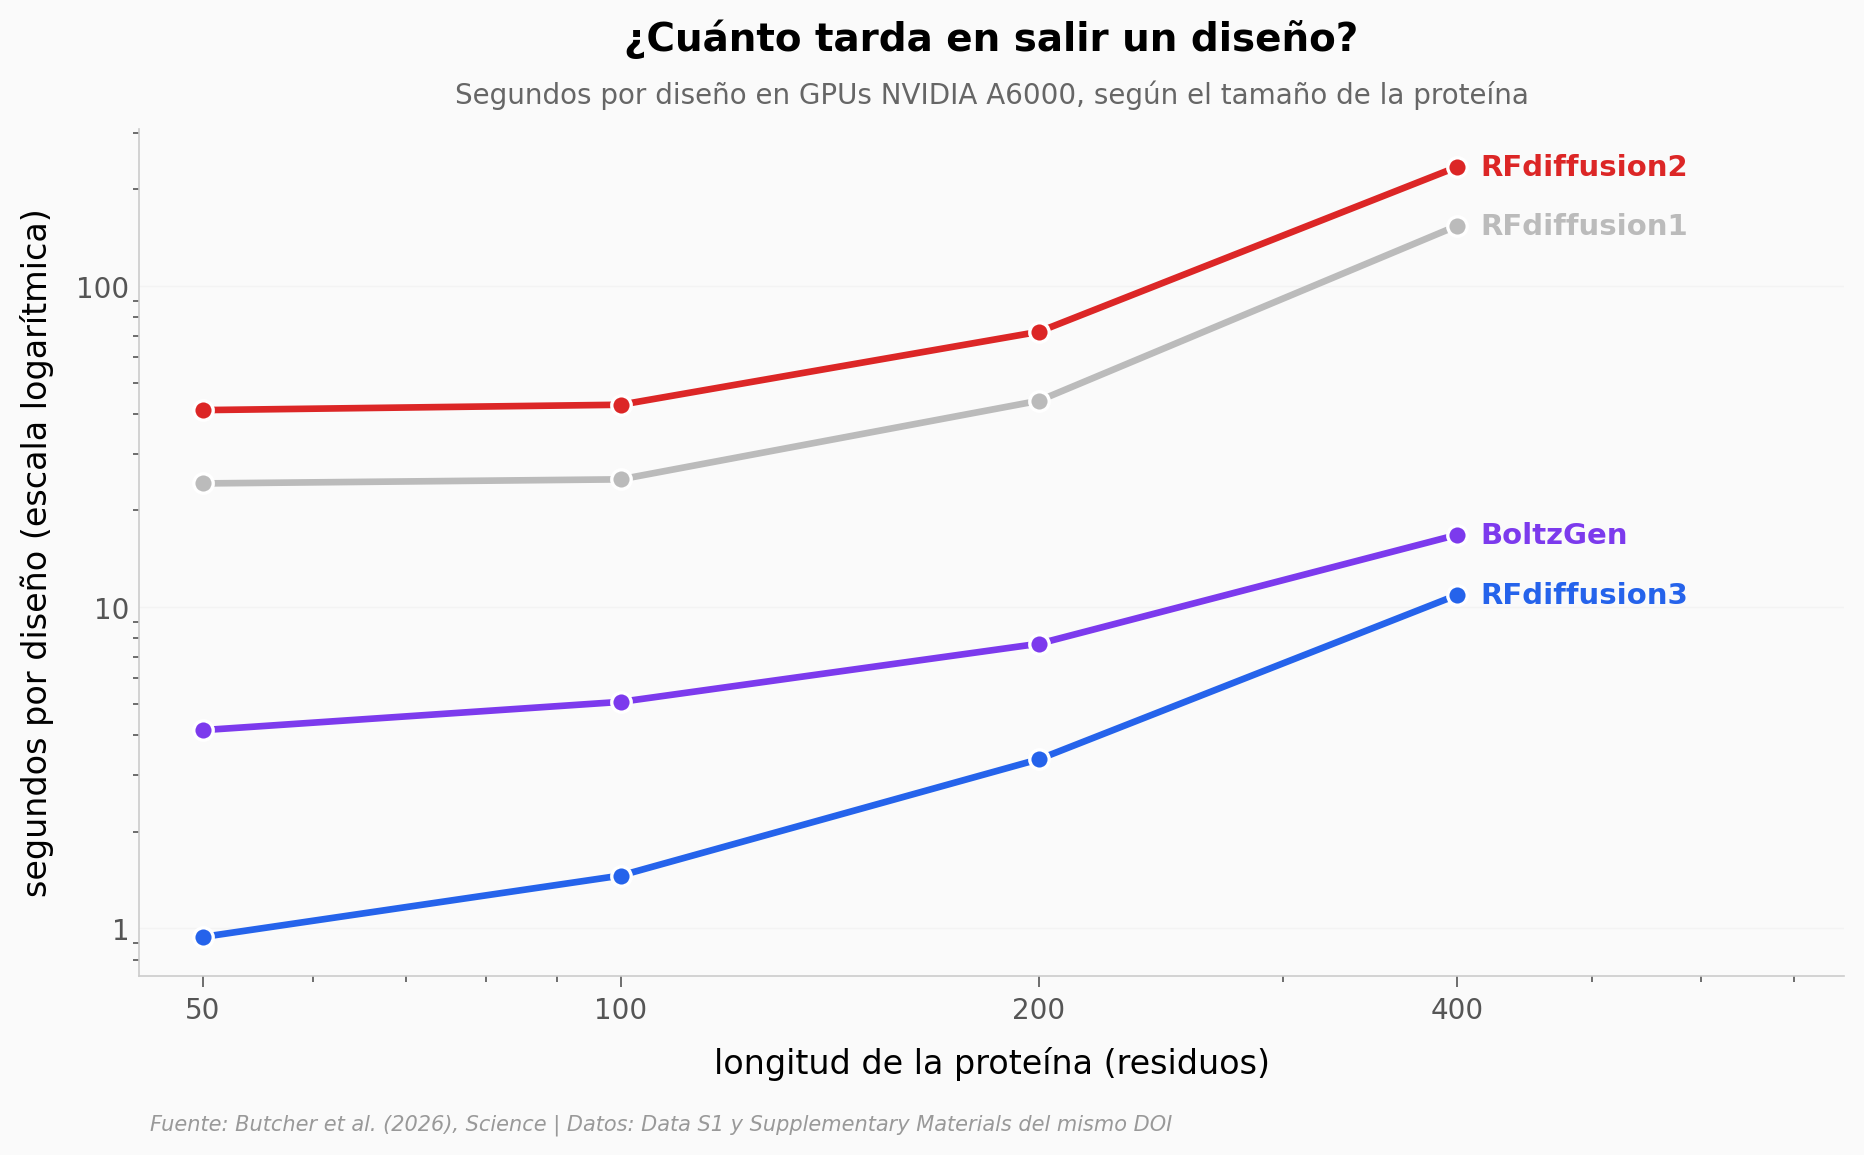 ¿Cuánto tarda en salir un diseño?
Segundos por diseño en GPUs NVIDIA A6000, según el tamaño de la proteína
segundos por diseño (escala logarítmica)
100
10
1
RFdiffusion2
RFdiffusion1
BoltzGen
RFdiffusion3
50
100
200
400
longitud de la proteína (residuos)
Fuente: Butcher et al. (2026), Science | Datos: Data S1 y Supplementary Materials del mismo DOI